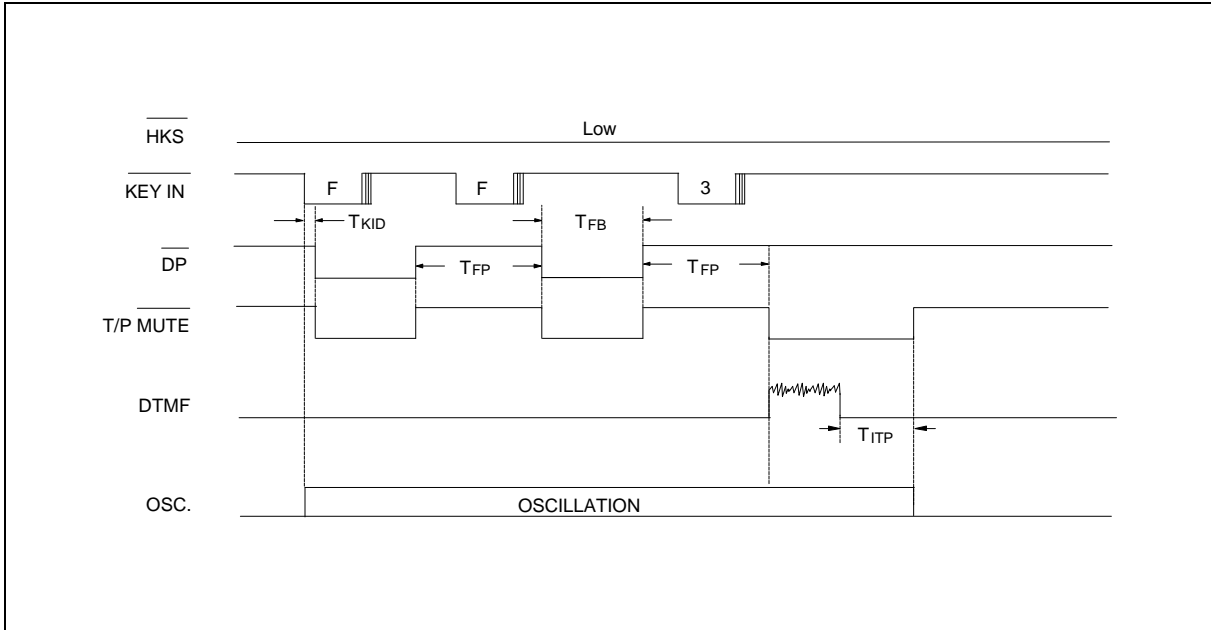 HKS
Low
KEY IN
F
F
3
TKID
TFB
DP
TFP
TFP
T/P MUTE
DTMF
TITP
OSC.
OSCILLATION